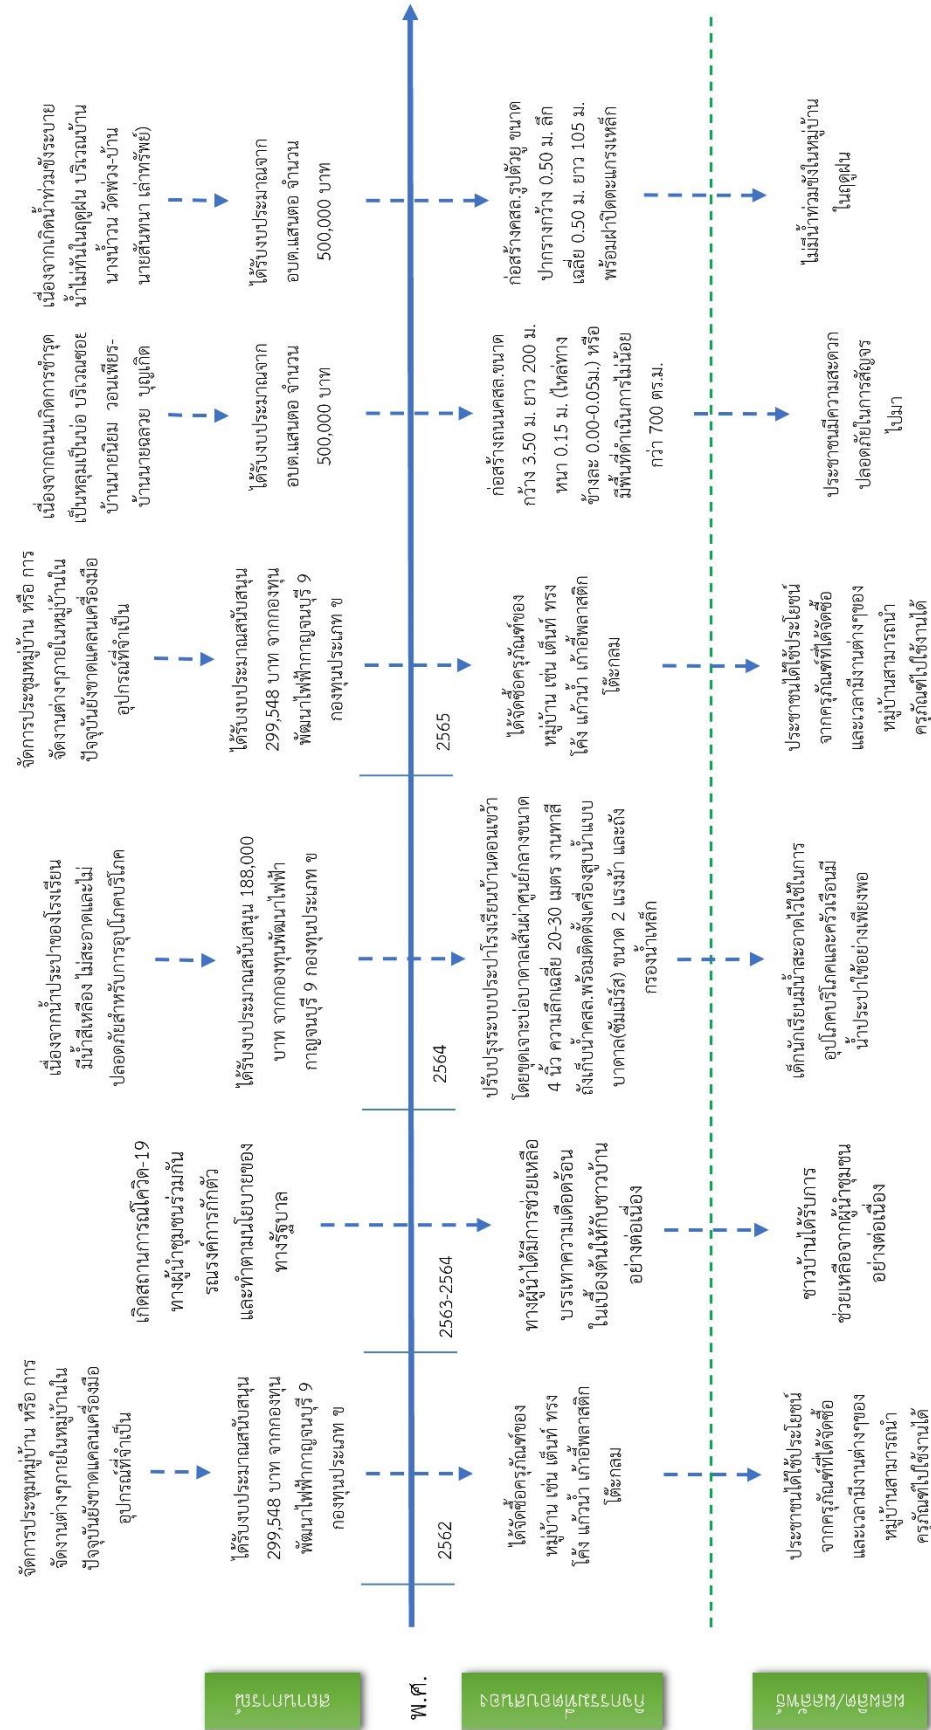 สถานการณ์
จัดการประชุมหมู่บ้าน หรือ การ
จัดงานต่างๆภายในหมู่บ้านใน
ปัจจุบันยังขาดแคลนเครื่องมือ
อุปกรณ์ที่จำเป็น
ได้รับงบประมาณสนับสนุน
299,548 บาท จากกองทุน
พัฒนาไฟฟ้ากาญจนบุรี 9
กองทุนประเภท ข
เกิดสถานการณ์โควิด-19
ทางผู้นำชุมชนร่วมกัน
รณรงค์การกักตัว
และทำตามนโยบายของ
ทางรัฐบาล
เนื่องจากน้ำประปาของโรงเรียน
มีน้ำสีเหลือง ไม่สะอาดและไม่
ปลอดภัยสำหรับการอุปโภคบริโภค
ได้รับงบประมาณสนับสนุน 188,000
บาท จากกองทุนพัฒนาไฟฟ้า
กาญจนบุรี 9 กองทุนประเภท ข
จัดการประชุมหมู่บ้าน หรือ การ
จัดงานต่างๆภายในหมู่บ้านใน
ปัจจุบันยังขาดแคลนเครื่องมือ
อุปกรณ์ที่จำเป็น
ได้รับงบประมาณสนับสนุน
299,548 บาท จากกองทุน
พัฒนาไฟฟ้ากาญจนบุรี 9
กองทุนประเภท ข
เนื่องจากถนนเกิดการชำรุด
เป็นหลุมเป็นบ่อ บริเวณซอย
บ้านนายนิยม วอนเพียร-
บ้านนายฉลวย บุญเกิด
ได้รับงบประมาณจาก
อบต.แสนตอ จำนวน
500,000 บาท
เนื่องจากเกิดน้ำท่วมขังระบาย
น้ำไม่ทันในฤดูฝน บริเวณบ้าน
นางน้ำวน วัดพ่วง-บ้าน
นายสันทนา เล่าทรัพย์)
ได้รับงบประมาณจาก
อบต.แสนตอ จำนวน
500,000 บาท
พ.ศ.
2562
2563-2564
2564
2565
กิจกรรมที่ตอบสนอง
ได้จัดซื้อครุภัณฑ์ของ
หมู่บ้าน เช่น เต็นท์ ทรง
โค้ง แก้วน้ำ เก้าอี้พลาสติก
โต๊ะกลม
ทางผู้นำได้มีการช่วยเหลือ
บรรเทาความเดือดร้อน
ในเบื้องต้นให้กับชาวบ้าน
อย่างต่อเนื่อง
ปรับปรุงระบบประปาโรงเรียนบ้านดอนเขว้า
โดยขุดเจาะบ่อบาดาลเส้นผ่าศูนย์กลางขนาด
4 นิ้ว ความลึกเฉลี่ย 20-30 เมตร งานทาสี
ถังเก็บน้ำคสล.พร้อมติดตั้งเครื่องสูบน้ำแบบ
บาดาล(ซัมเมิร์ส) ขนาด 2 แรงม้า และถัง
กรองน้ำเหล็ก
ได้จัดซื้อครุภัณฑ์ของ
หมู่บ้าน เช่น เต็นท์ ทรง
โค้ง แก้วน้ำ เก้าอี้พลาสติก
โต๊ะกลม
ก่อสร้างถนนคสล.ขนาด
กว้าง 3.50 ม. ยาว 200 ม.
หนา 0.15 ม. (ไหล่ทาง
ข้างละ 0.00-0.05ม.) หรือ
มีพื้นที่ดำเนินการไม่น้อย
กว่า 700 ตร.ม.
ก่อสร้างคสล.รูปตัวยู ขนาด
ปากรางกว้าง 0.50 ม. ลึก
เฉลี่ย 0.50 ม. ยาว 105 ม.
พร้อมฝาปิดตะแกรงเหล็ก
ผลผลิต/ผลลัพธ์
ประชาชนได้ใช้ประโยชน์
จากครุภัณฑ์ที่ได้จัดซื้อ
และเวลามีงานต่างๆของ
หมู่บ้านสามารถนำ
ครุภัณฑ์ไปใช้งานได้
ชาวบ้านได้รับการ
ช่วยเหลือจากผู้นำชุมชน
อย่างต่อเนื่อง
เด็กนักเรียนมีน้ำสะอาดไว้ใช้ในการ
อุปโภคบริโภคและครัวเรือนมี
น้ำประปาใช้อย่างเพียงพอ
ประชาชนได้ใช้ประโยชน์
จากครุภัณฑ์ที่ได้จัดซื้อ
และเวลามีงานต่างๆของ
หมู่บ้านสามารถนำ
ครุภัณฑ์ไปใช้งานได้
ประชาชนมีความสะดวก
ปลอดภัยในการสัญจร
ไปมา
ไม่มีน้ำท่วมขังในหมู่บ้าน
ในฤดูฝน